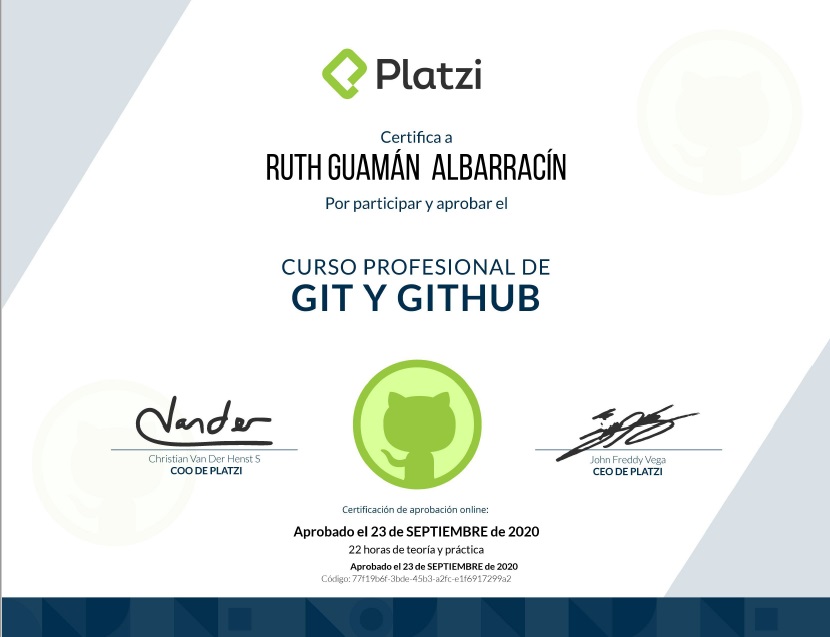 Platzi
Certifica a
RUTH GUAMÁN ALBARRACÍN
Por participar y aprobar el
CURSO PROFESIONAL DE
GIT Y GITHUB
Vander
Christian Van Der Henst S
COO DE PLATZI
John Freddy Vega
CEO DE PLATZI
Certificación de aprobación online:
Aprobado el 23 de SEPTIEMBRE de 2020
22 horas de teoría y práctica
Aprobado el 23 de SEPTIEMBRE de 2020
Código: 77f19b6f-3bde-45b3-a2fc-e1f6917299a2